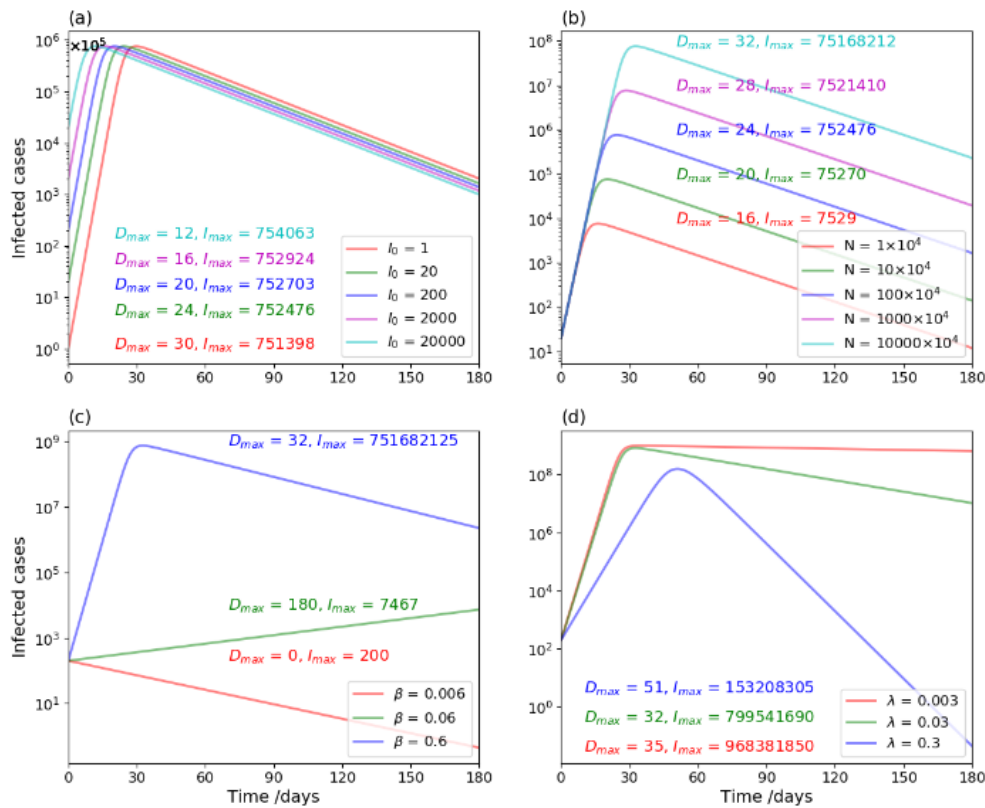 (a)
×10⁵
10⁶
10⁵
10⁴
10³
10²
10¹
10⁰
Infected cases
D_max = 12, I_max = 754063
D_max = 16, I_max = 752924
D_max = 20, I_max = 752703
D_max = 24, I_max = 752476
D_max = 30, I_max = 751398
I₀ = 1
I₀ = 20
I₀ = 200
I₀ = 2000
I₀ = 20000
0 30 60 90 120 150 180
(b)
10⁸
10⁷
10⁶
10⁵
10⁴
10³
10²
10¹
D_max = 32, I_max = 75168212
D_max = 28, I_max = 7521410
D_max = 24, I_max = 752476
D_max = 20, I_max = 75270
D_max = 16, I_max = 7529
N = 1×10⁴
N = 10×10⁴
N = 100×10⁴
N = 1000×10⁴
N = 10000×10⁴
0 30 60 90 120 150 180
(c)
10⁹
10⁷
10⁵
10³
10¹
Infected cases
D_max = 32, I_max = 751682125
D_max = 180, I_max = 7467
D_max = 0, I_max = 200
β = 0.006
β = 0.06
β = 0.6
0 30 60 90 120 150 180
Time /days
(d)
10⁸
10⁶
10⁴
10²
10⁰
D_max = 51, I_max = 153208305
D_max = 32, I_max = 799541690
D_max = 35, I_max = 968381850
λ = 0.003
λ = 0.03
λ = 0.3
0 30 60 90 120 150 180
Time /days